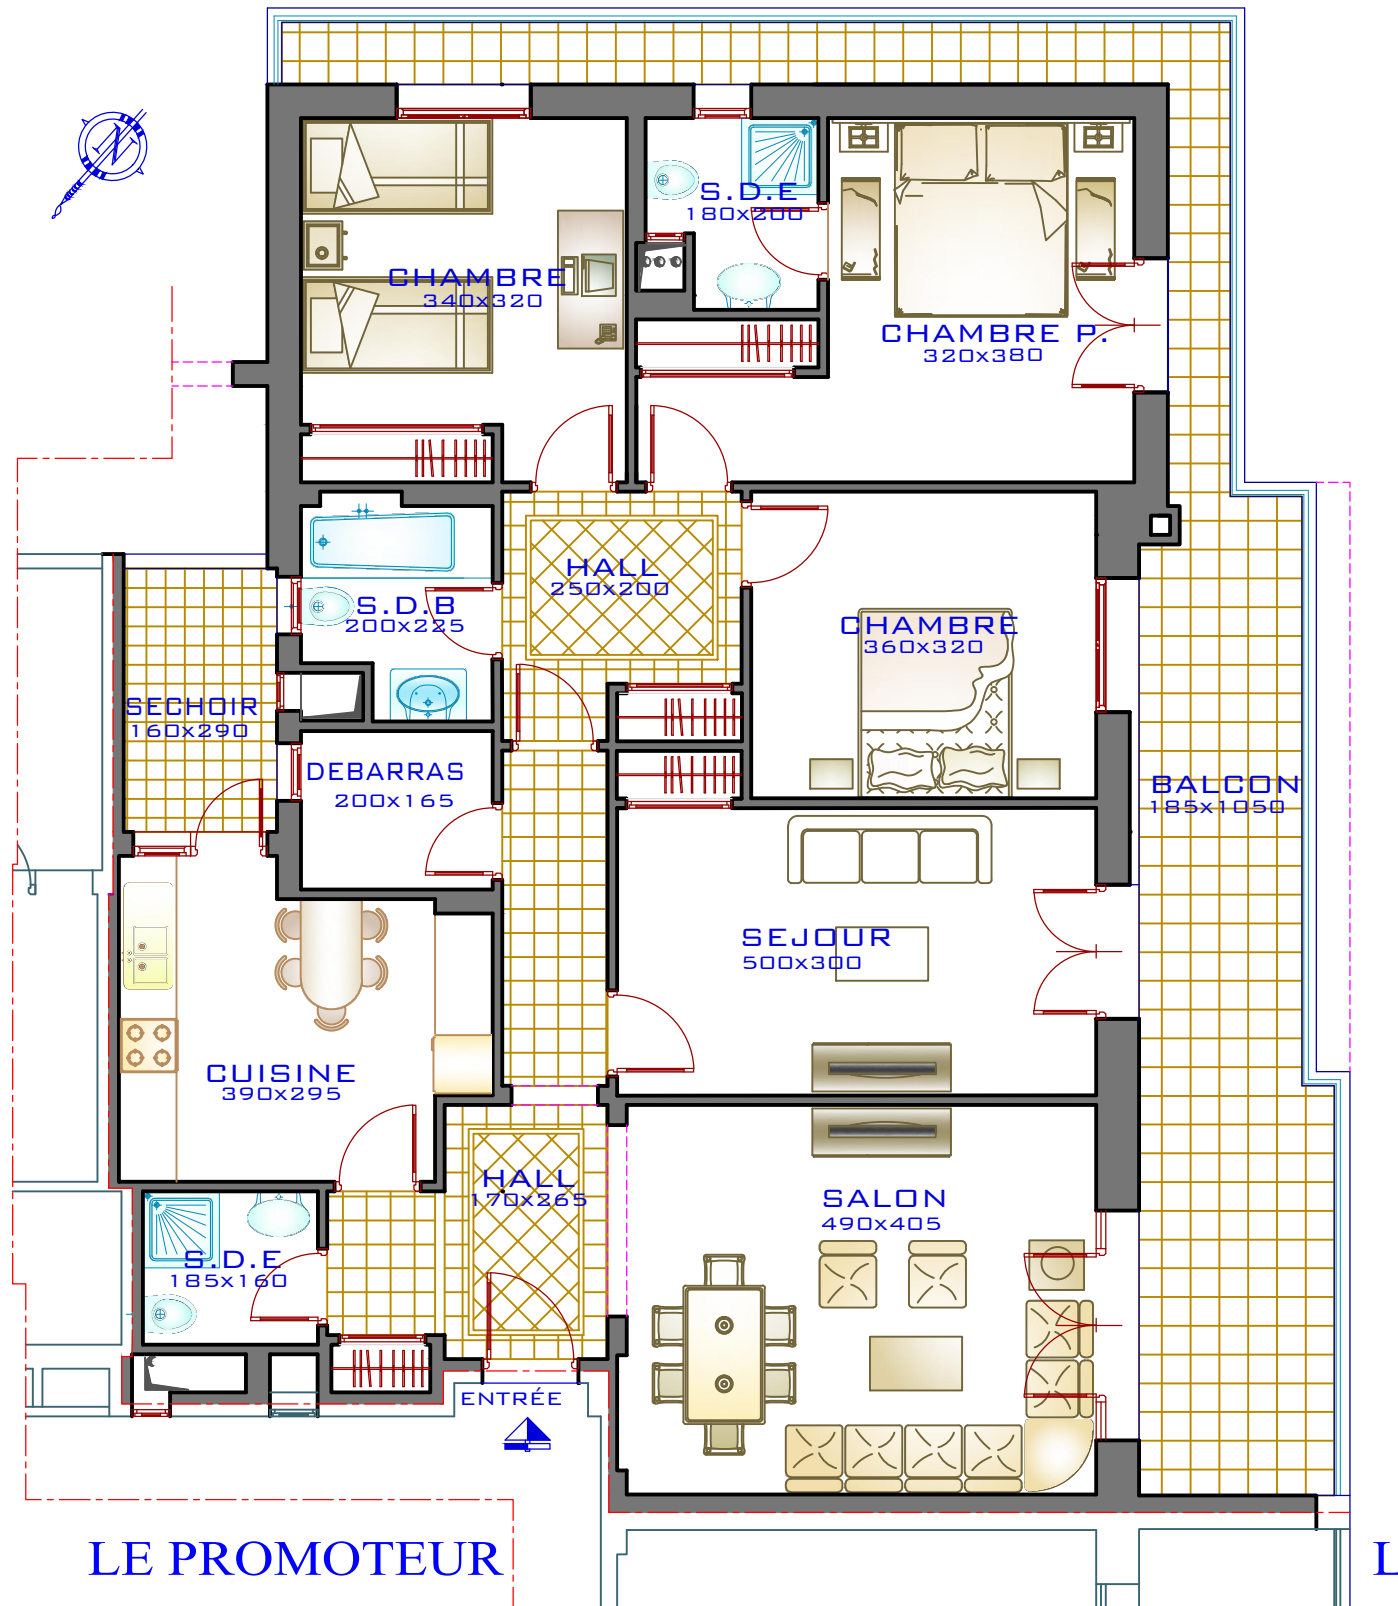 N
S.D.E
180x200
CHAMBRE
340x320
CHAMBRE P.
320x380
HALL
250x200
S.D.B
200x225
CHAMBRE
360x320
SECHOIR
160x290
DEBARRAS
200x165
BALCON
185x1050
SEJOUR
500x300
CUISINE
390x295
HALL
170x265
SALON
490x405
S.D.E
185x160
ENTRÉE
LE PROMOTEUR
L